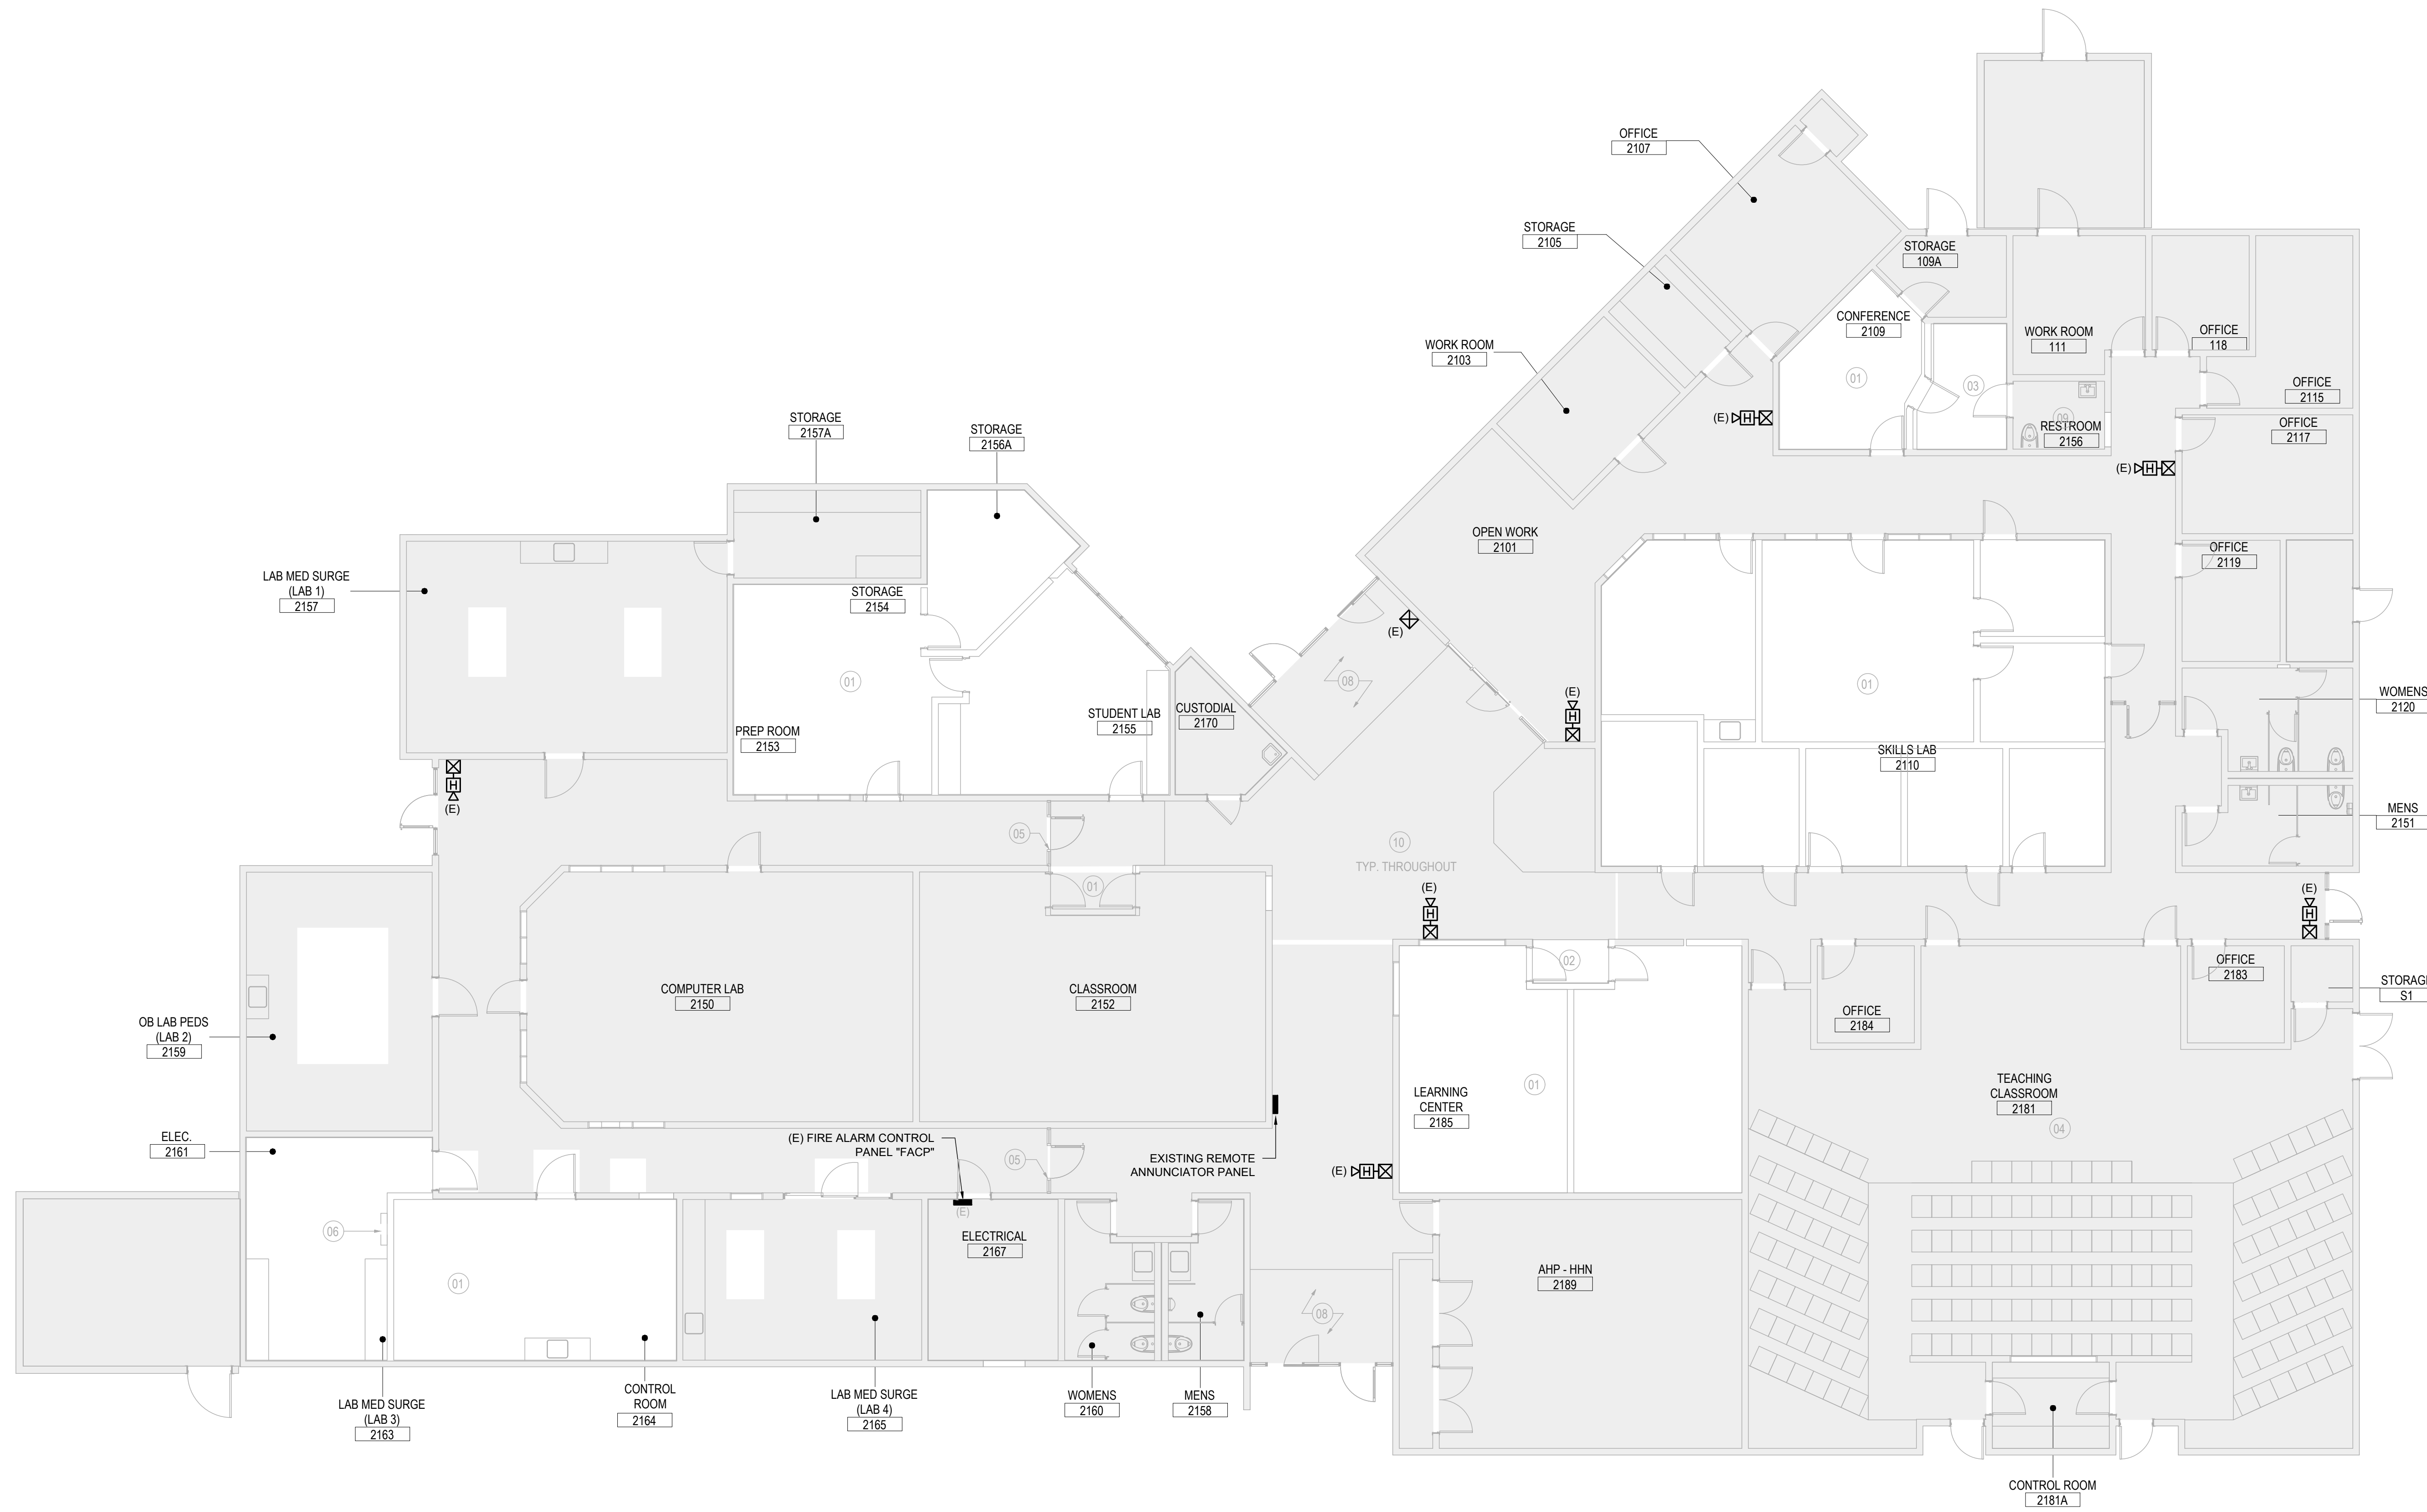 OFFICE
2107
STORAGE
2105
STORAGE
109A
CONFERENCE
2109
WORK ROOM
111
OFFICE
118
WORK ROOM
2103
01
03
OFFICE
2115
09
RESTROOM
2156
OFFICE
2117
(E) H
(E) H
STORAGE
2157A
STORAGE
2156A
OPEN WORK
2101
OFFICE
2119
LAB MED SURGE
(LAB 1)
2157
STORAGE
2154
(E)
01
08
01
(E)
H
WOMENS
2120
STUDENT LAB
2155
CUSTODIAL
2170
PREP ROOM
2153
SKILLS LAB
2110
H
(E)
MENS
2151
05
10
TYP. THROUGHOUT
01
(E)
H
(E)
H
02
OFFICE
2183
STORAGE
S1
COMPUTER LAB
2150
CLASSROOM
2152
OFFICE
2184
OB LAB PEDS
(LAB 2)
2159
LEARNING
CENTER
2185
01
TEACHING
CLASSROOM
2181
04
ELEC.
2161
(E) FIRE ALARM CONTROL
PANEL "FACP"
05
EXISTING REMOTE
ANNUNCIATOR PANEL
(E) H
(E)
06
ELECTRICAL
2167
01
AHP - HHN
2189
08
LAB MED SURGE
(LAB 3)
2163
CONTROL
ROOM
2164
LAB MED SURGE
(LAB 4)
2165
WOMENS
2160
MENS
2158
CONTROL ROOM
2181A